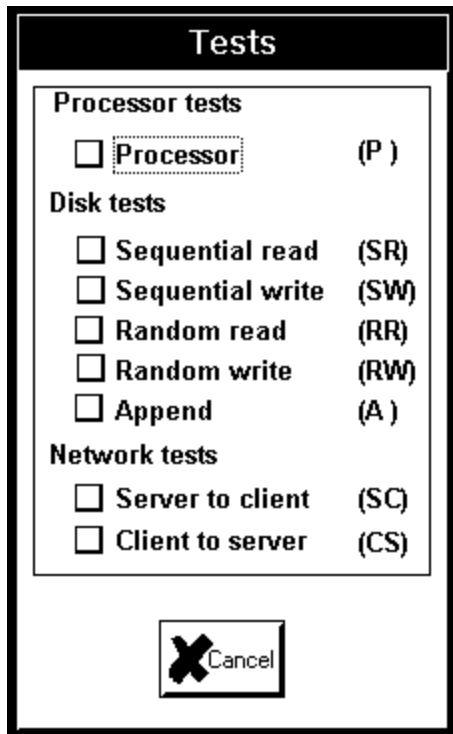 Tests
Processor tests
Processor (P )
Disk tests
Sequential read (SR)
Sequential write (SW)
Random read (RR)
Random write (RW)
Append (A )
Network tests
Server to client (SC)
Client to server (CS)
Cancel